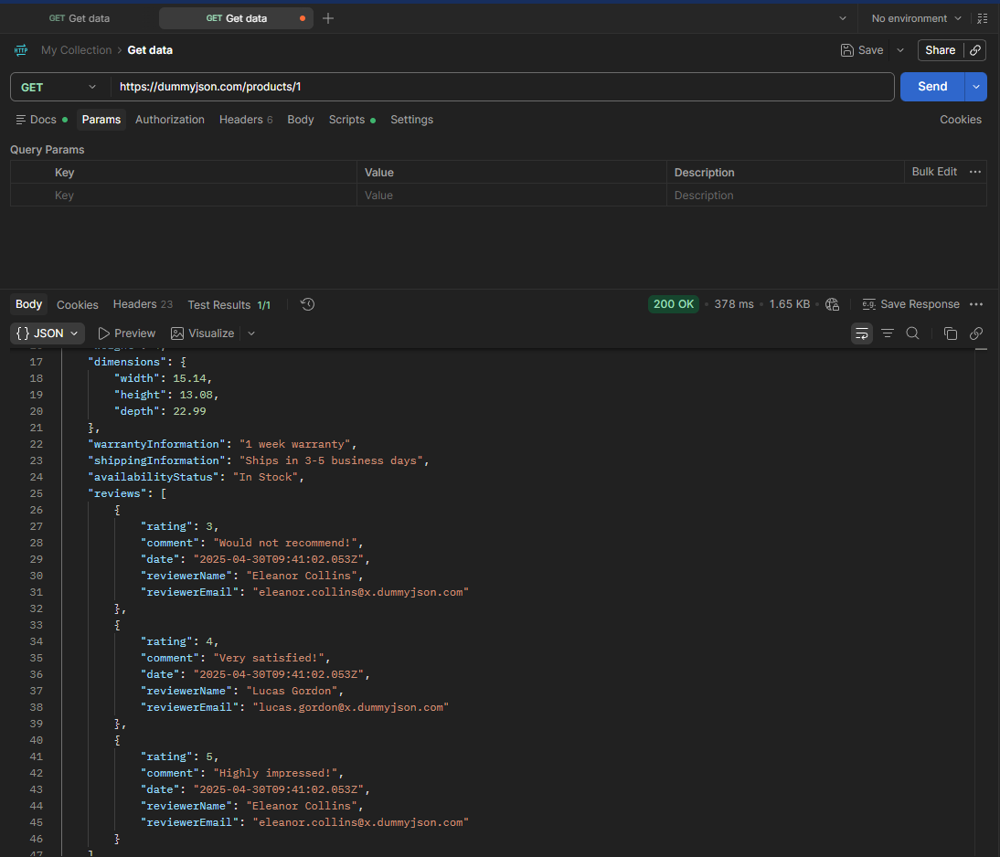 GET Get data GET Get data No environment
My Collection > Get data Save Share
GET https://dummyjson.com/products/1 Send
Docs Params Authorization Headers 6 Body Scripts Settings Cookies
Query Params
Key Value Description Bulk Edit
Key Value Description
Body Cookies Headers 23 Test Results 1/1 200 OK 378 ms 1.65 KB e.g. Save Response
{} JSON Preview Visualize
17 "dimensions": {
18 "width": 15.14,
19 "height": 13.08,
20 "depth": 22.99
21 },
22 "warrantyInformation": "1 week warranty",
23 "shippingInformation": "Ships in 3-5 business days",
24 "availabilityStatus": "In Stock",
25 "reviews": [
26 {
27 "rating": 3,
28 "comment": "Would not recommend!",
29 "date": "2025-04-30T09:41:02.053Z",
30 "reviewerName": "Eleanor Collins",
31 "reviewerEmail": "eleanor.collins@x.dummyjson.com"
32 },
33 {
34 "rating": 4,
35 "comment": "Very satisfied!",
36 "date": "2025-04-30T09:41:02.053Z",
37 "reviewerName": "Lucas Gordon",
38 "reviewerEmail": "lucas.gordon@x.dummyjson.com"
39 },
40 {
41 "rating": 5,
42 "comment": "Highly impressed!",
43 "date": "2025-04-30T09:41:02.053Z",
44 "reviewerName": "Eleanor Collins",
45 "reviewerEmail": "eleanor.collins@x.dummyjson.com"
46 }
47 ]